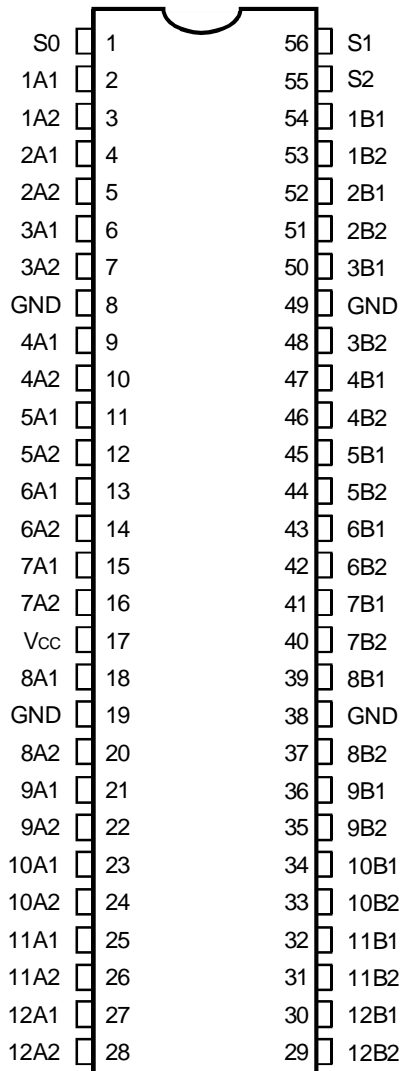 S0 1 56 S1
1A1 2 55 S2
1A2 3 54 1B1
2A1 4 53 1B2
2A2 5 52 2B1
3A1 6 51 2B2
3A2 7 50 3B1
GND 8 49 GND
4A1 9 48 3B2
4A2 10 47 4B1
5A1 11 46 4B2
5A2 12 45 5B1
6A1 13 44 5B2
6A2 14 43 6B1
7A1 15 42 6B2
7A2 16 41 7B1
Vcc 17 40 7B2
8A1 18 39 8B1
GND 19 38 GND
8A2 20 37 8B2
9A1 21 36 9B1
9A2 22 35 9B2
10A1 23 34 10B1
10A2 24 33 10B2
11A1 25 32 11B1
11A2 26 31 11B2
12A1 27 30 12B1
12A2 28 29 12B2